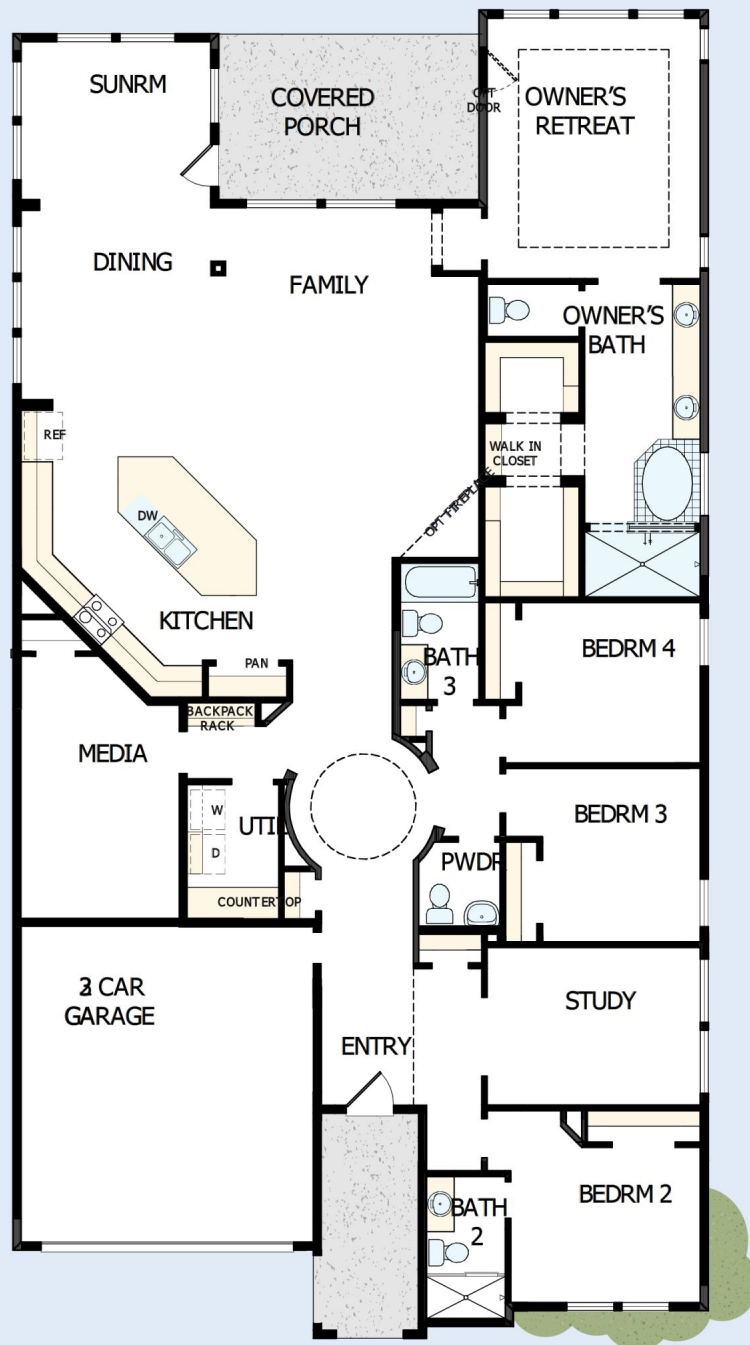 SUNRM
COVERED
PORCH
OPT
DOOR
OWNER'S
RETREAT
DINING
FAMILY
OWNER'S
BATH
REF
WALK IN
CLOSET
OPT FIREPLACE
DW
KITCHEN
PAN
BATH
3
BEDRM 4
BACKPACK
RACK
MEDIA
W
UTIL
D
BEDRM 3
PWDR
COUNTERTOP
CAR
GARAGE
STUDY
ENTRY
BATH
2
BEDRM 2